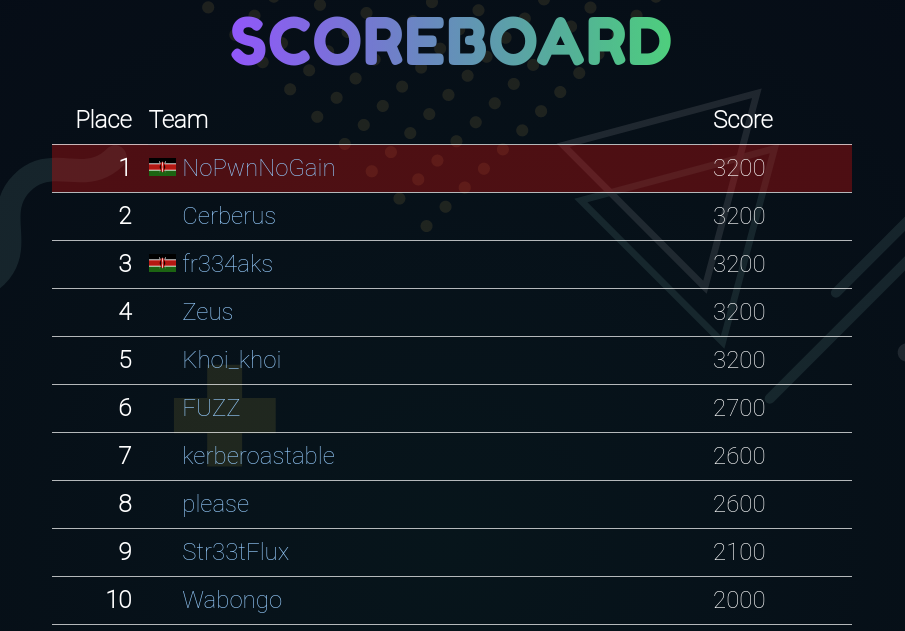 SCOREBOARD
Place Team Score
1 NoPwnNoGain 3200
2 Cerberus 3200
3 fr334aks 3200
4 Zeus 3200
5 Khoi_khoi 3200
6 FUZZ 2700
7 kerberoastable 2600
8 please 2600
9 Str33tFlux 2100
10 Wabongo 2000